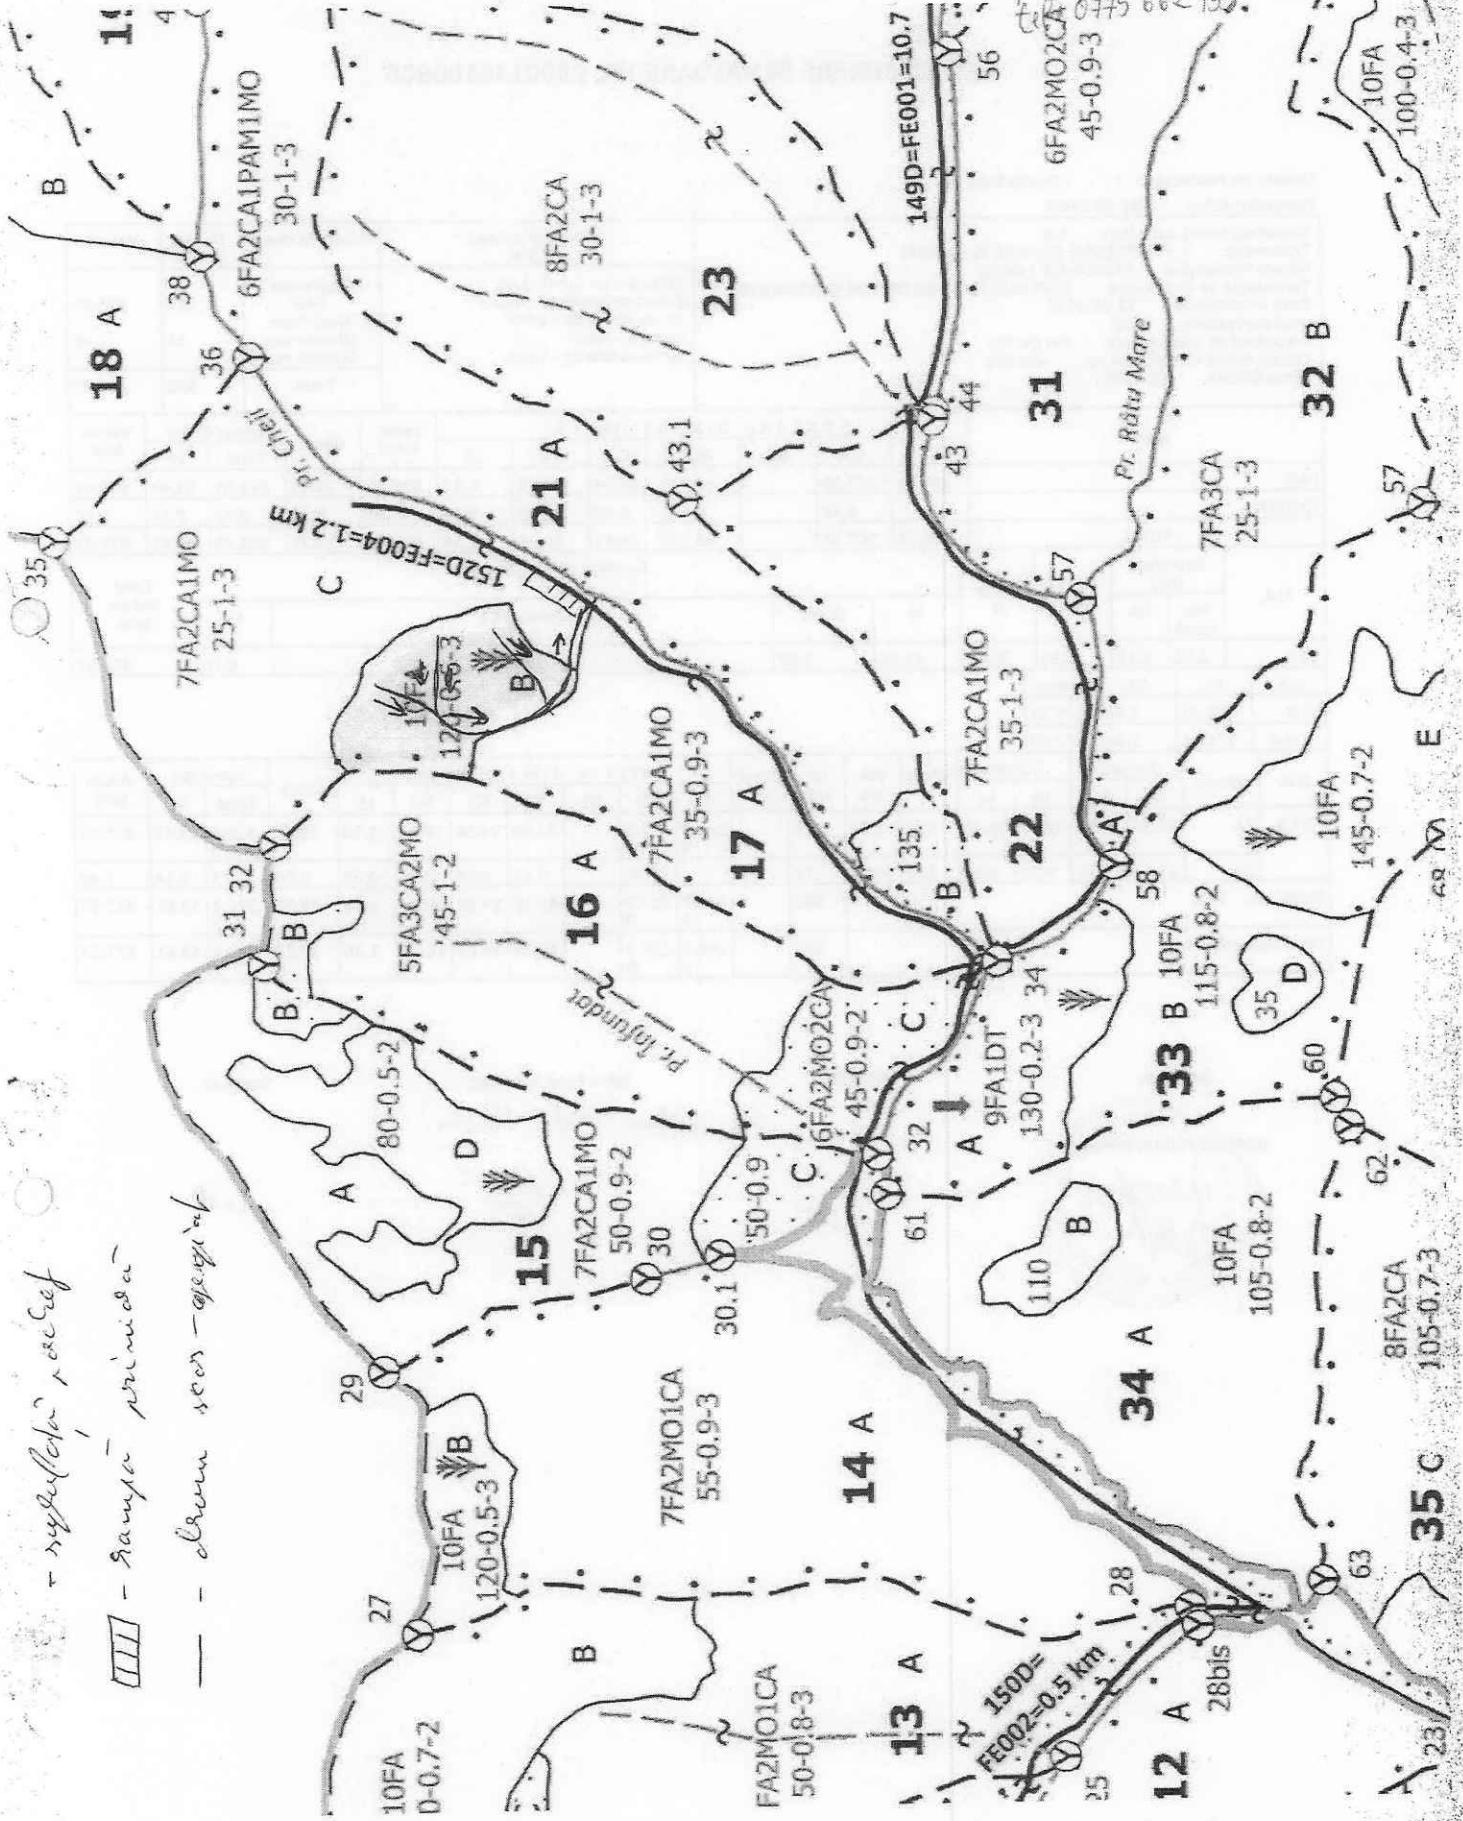 - rampă primară
- drum scos-apropiat
10FA
0-0.7-2
27
10FA
120-0.5-3
B
29
B
FA2MO1CA
50-0.8-3
13 A
150D=
FE002=0.5 km
25
12 A
28bis
28
23
7FA2MO1CA
55-0.9-3
14 A
34 A
35 C
63
8FA2CA
105-0.7-3
10FA
105-0.8-2
110
B
62
60
61
32
A
30.1
30
15
7FA2CA1MO
50-0.9-2
50-0.9
C
A
D
80-0.5-2
B
B
31
32
5FA3CA2MO
45-1-2
16 A
Pr. Infundat
6FA2MO2CA
45-0.9-2
C
9FA1DT
130-0.2-3
34
33 B
10FA
115-0.8-2
35
D
58
A
22
B
135
17 A
7FA2CA1MO
35-0.9-3
7FA2CA1MO
35-1-3
10FA
145-0.7-2
E
35
7FA2CA1MO
25-1-3
C
B
152D=FE004=1.2 km
Pr. Cheii
21 A
43.1
36
38
18 A
B
6FA2CA1PAM1MO
30-1-3
8FA2CA
30-1-3
23
43
44
57
31
Pr. Râtu Mare
7FA3CA
25-1-3
57
32 B
149D=FE001=10.7
56
6FA2MO2CA
45-0.9-3
10FA
100-0.4-3